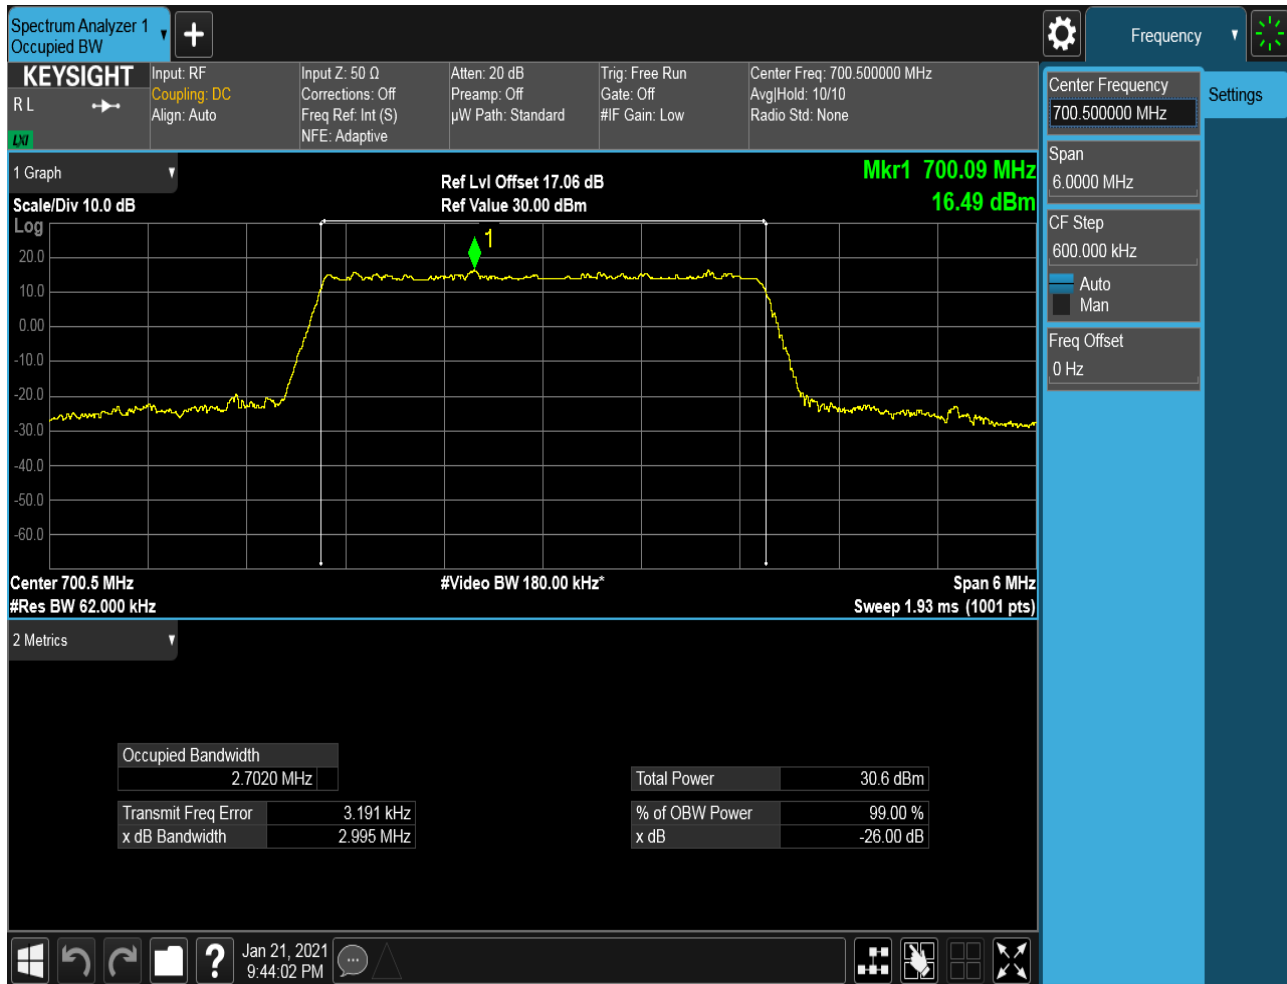 Spectrum Analyzer 1
Occupied BW
Frequency
KEYSIGHT
R L
LXI
Input: RF
Coupling: DC
Align: Auto
Input Z: 50 Ω
Corrections: Off
Freq Ref: Int (S)
NFE: Adaptive
Atten: 20 dB
Preamp: Off
µW Path: Standard
Trig: Free Run
Gate: Off
#IF Gain: Low
Center Freq: 700.500000 MHz
Avg|Hold: 10/10
Radio Std: None
Center Frequency
700.500000 MHz
Settings
Span
6.0000 MHz
CF Step
600.000 kHz
Auto
Man
Freq Offset
0 Hz
1 Graph
Ref Lvl Offset 17.06 dB
Mkr1 700.09 MHz
Scale/Div 10.0 dB
Ref Value 30.00 dBm
16.49 dBm
Log
1
20.0
10.0
0.00
-10.0
-20.0
-30.0
-40.0
-50.0
-60.0
Center 700.5 MHz
#Video BW 180.00 kHz*
Span 6 MHz
#Res BW 62.000 kHz
Sweep 1.93 ms (1001 pts)
2 Metrics
Occupied Bandwidth
2.7020 MHz
Total Power 30.6 dBm
Transmit Freq Error 3.191 kHz
% of OBW Power 99.00 %
x dB Bandwidth 2.995 MHz
x dB -26.00 dB
?
Jan 21, 2021
9:44:02 PM